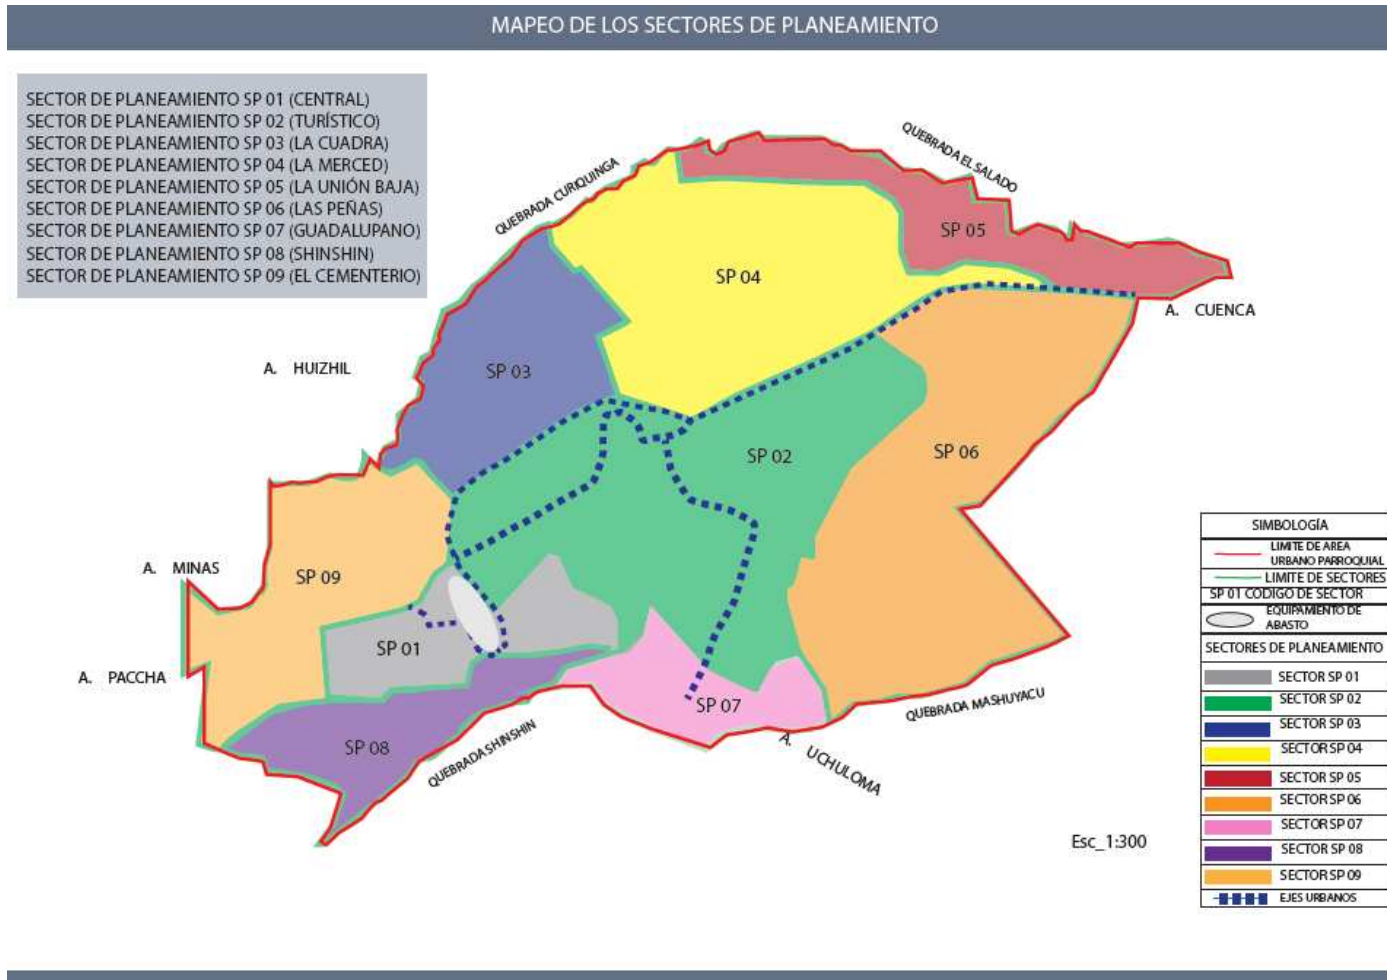 MAPEO DE LOS SECTORES DE PLANEAMIENTO
SECTOR DE PLANEAMIENTO SP 01 (CENTRAL)
SECTOR DE PLANEAMIENTO SP 02 (TURÍSTICO)
SECTOR DE PLANEAMIENTO SP 03 (LA CUADRA)
SECTOR DE PLANEAMIENTO SP 04 (LA MERCED)
SECTOR DE PLANEAMIENTO SP 05 (LA UNIÓN BAJA)
SECTOR DE PLANEAMIENTO SP 06 (LAS PEÑAS)
SECTOR DE PLANEAMIENTO SP 07 (GUADALUPANO)
SECTOR DE PLANEAMIENTO SP 08 (SHINSHIN)
SECTOR DE PLANEAMIENTO SP 09 (EL CEMENTERIO)
QUEBRADA CURIQUINGA
QUEBRADA EL SALADO
SP 05
SP 04
A. CUENCA
A. HUIZHIL
SP 03
SP 02
SP 06
A. MINAS
SP 09
SP 01
A. PACCHA
SP 07
SP 08
QUEBRADA SHINSHIN
QUEBRADA MASHUYACU
A. UCHULOMA
Esc_1:300
SIMBOLOGÍA
LIMITE DE AREA
URBANO PARROQUIAL
LIMITE DE SECTORES
SP 01 CODIGO DE SECTOR
EQUIPAMIENTO DE
ABASTO
SECTORES DE PLANEAMIENTO
SECTOR SP 01
SECTOR SP 02
SECTOR SP 03
SECTOR SP 04
SECTOR SP 05
SECTOR SP 06
SECTOR SP 07
SECTOR SP 08
SECTOR SP 09
EJES URBANOS